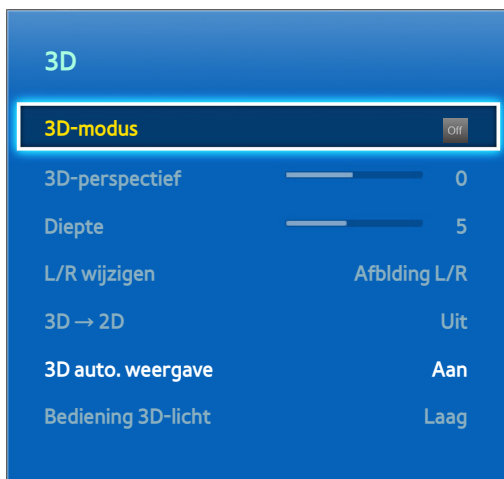 3D
3D-modus Off
3D-perspectief 0
Diepte 5
L/R wijzigen Afblding L/R
3D → 2D Uit
3D auto. weergave Aan
Bediening 3D-licht Laag